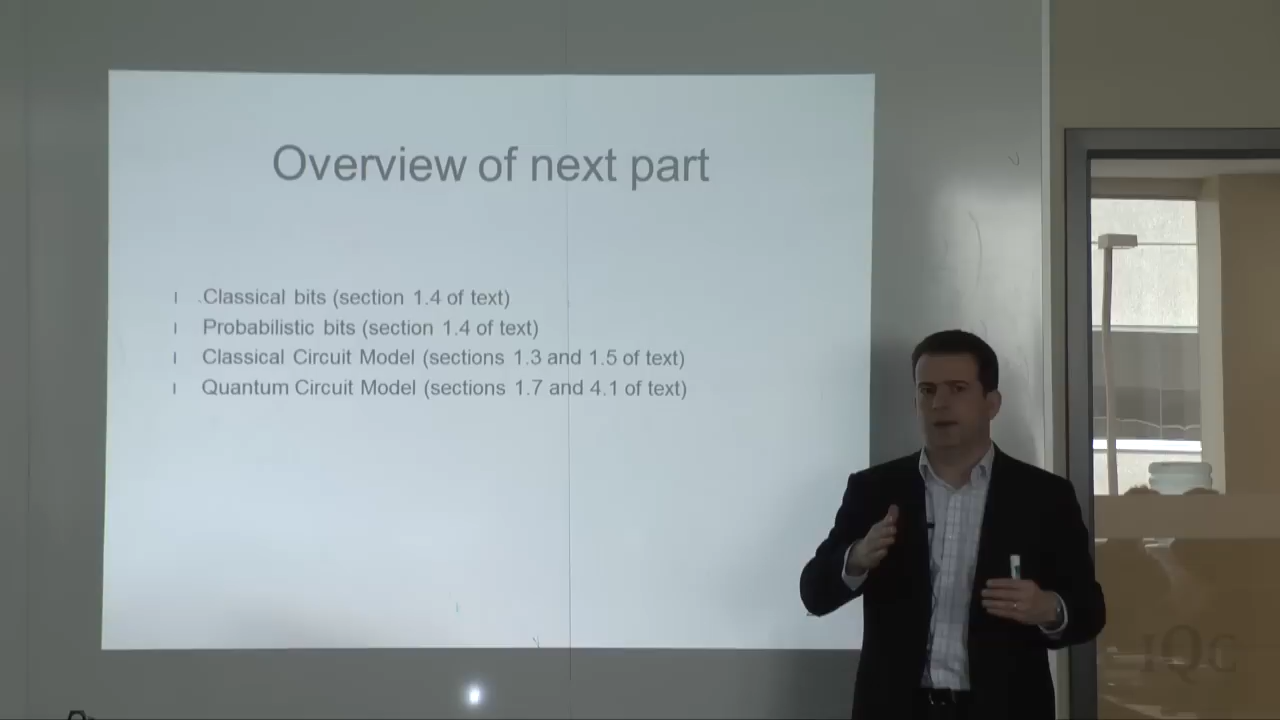 Overview of next part
Classical bits (section 1.4 of text)
Probabilistic bits (section 1.4 of text)
Classical Circuit Model (sections 1.3 and 1.5 of text)
Quantum Circuit Model (sections 1.7 and 4.1 of text)
IQC